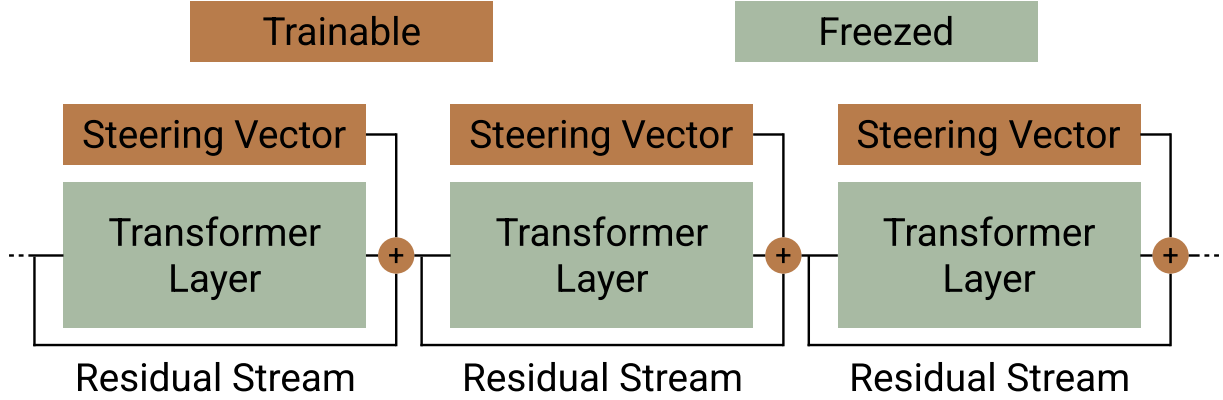 Trainable
Freezed
Steering Vector
Steering Vector
Steering Vector
Transformer
Layer
Transformer
Layer
Transformer
Layer
+
+
+
Residual Stream
Residual Stream
Residual Stream